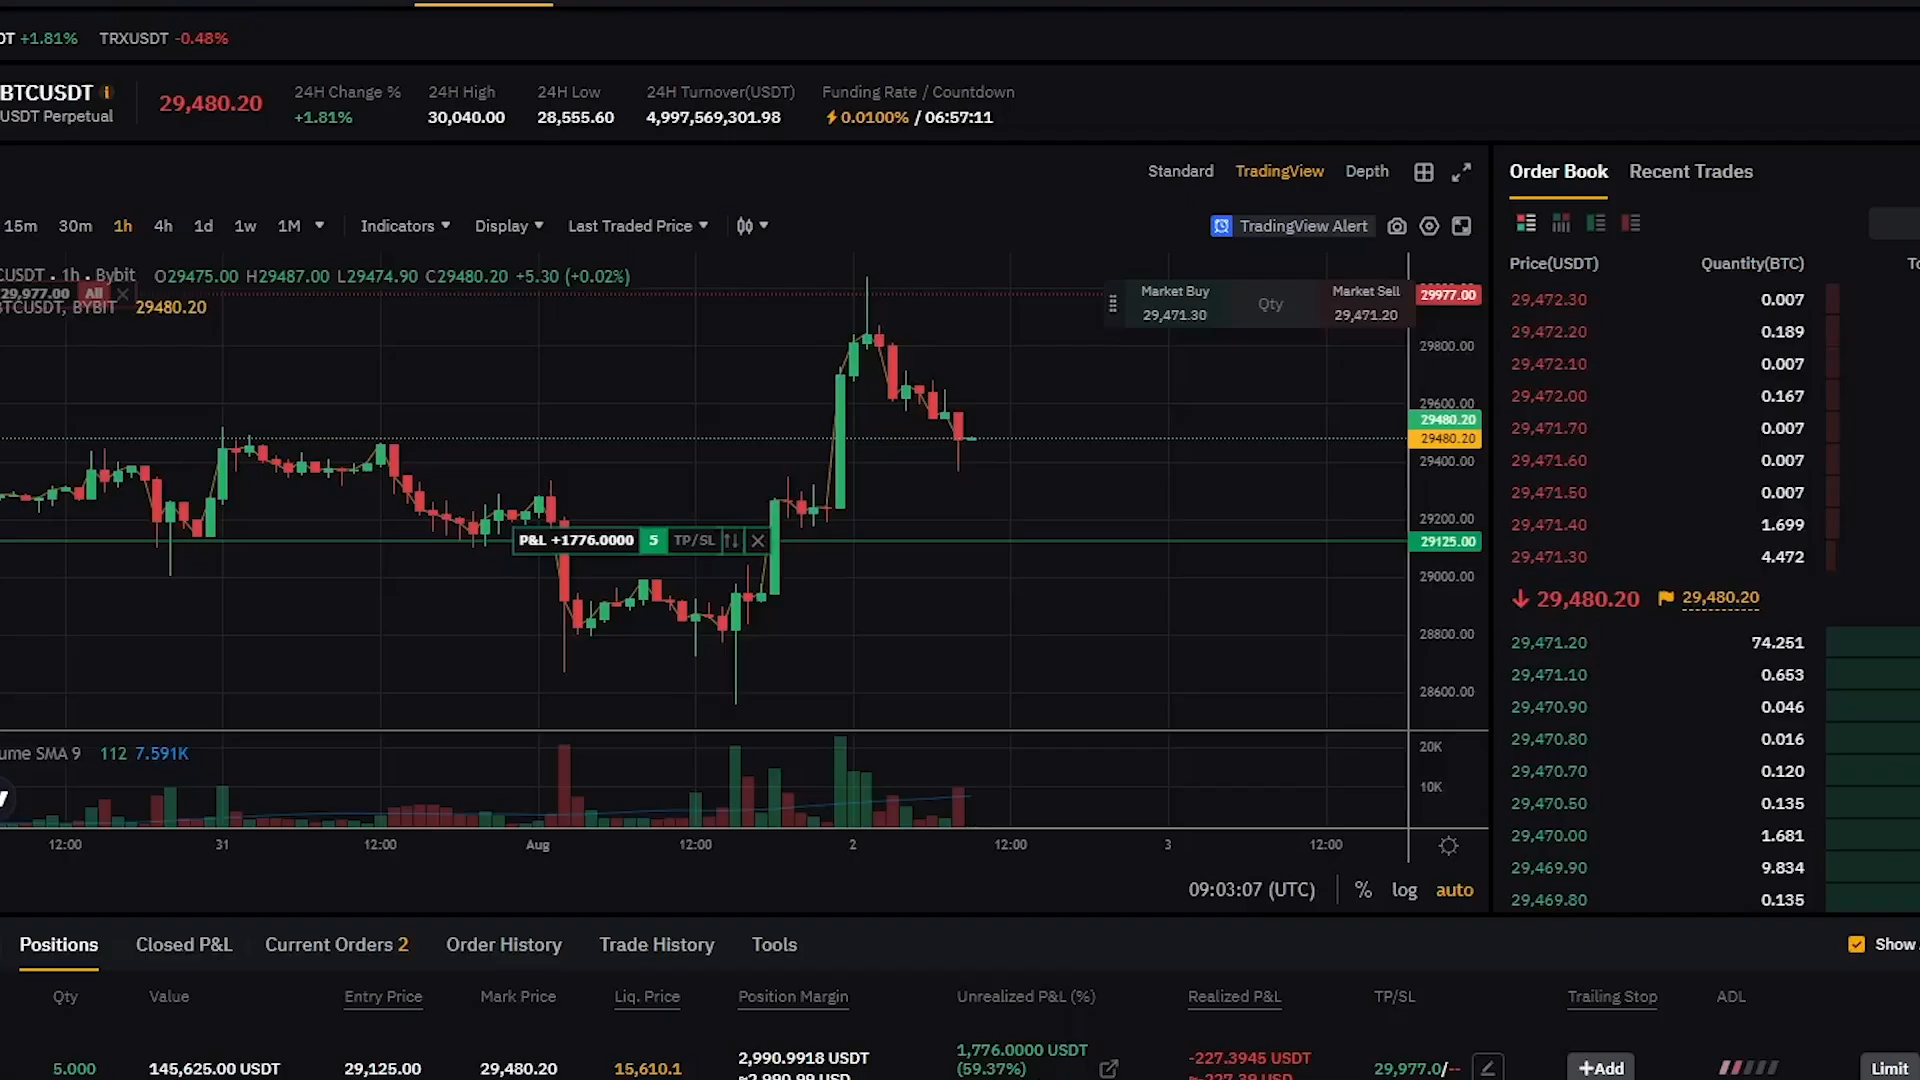 DT +1.81% TRXUSDT -0.48%
BTCUSDT
USDT Perpetual
29,480.20
24H Change % 24H High 24H Low 24H Turnover(USDT) Funding Rate / Countdown
+1.81% 30,040.00 28,555.60 4,997,569,301.98 0.0100% / 06:57:11
Standard TradingView Depth
15m 30m 1h 4h 1d 1w 1M Indicators Display Last Traded Price TradingView Alert
CUSDT · 1h · Bybit O29475.00 H29487.00 L29474.90 C29480.20 +5.30 (+0.02%)
29,977.00 All
BTCUSDT, BYBIT 29480.20
Market Buy Qty Market Sell
29,471.30 29,471.20
29977.00
29800.00
29600.00
29480.20
29480.20
29400.00
29200.00
P&L +1776.0000 5 TP/SL
29125.00
29000.00
28800.00
28600.00
ume SMA 9 112 7.591K
20K
10K
12:00 31 12:00 Aug 12:00 2 12:00 3 12:00
09:03:07 (UTC) % log auto
Order Book Recent Trades
Price(USDT) Quantity(BTC) To
29,472.30 0.007
29,472.20 0.189
29,472.10 0.007
29,472.00 0.167
29,471.70 0.007
29,471.60 0.007
29,471.50 0.007
29,471.40 1.699
29,471.30 4.472
29,480.20 29,480.20
29,471.20 74.251
29,471.10 0.653
29,470.90 0.046
29,470.80 0.016
29,470.70 0.120
29,470.50 0.135
29,470.00 1.681
29,469.90 9.834
29,469.80 0.135
Positions Closed P&L Current Orders 2 Order History Trade History Tools Show
Qty Value Entry Price Mark Price Liq. Price Position Margin Unrealized P&L (%) Realized P&L TP/SL Trailing Stop ADL
5.000 145,625.00 USDT 29,125.00 29,480.20 15,610.1 2,990.9918 USDT 1,776.0000 USDT -227.3945 USDT 29,977.0/-- +Add Limit
≈2,990.99 USD (59.37%) ≈-227.39 USD